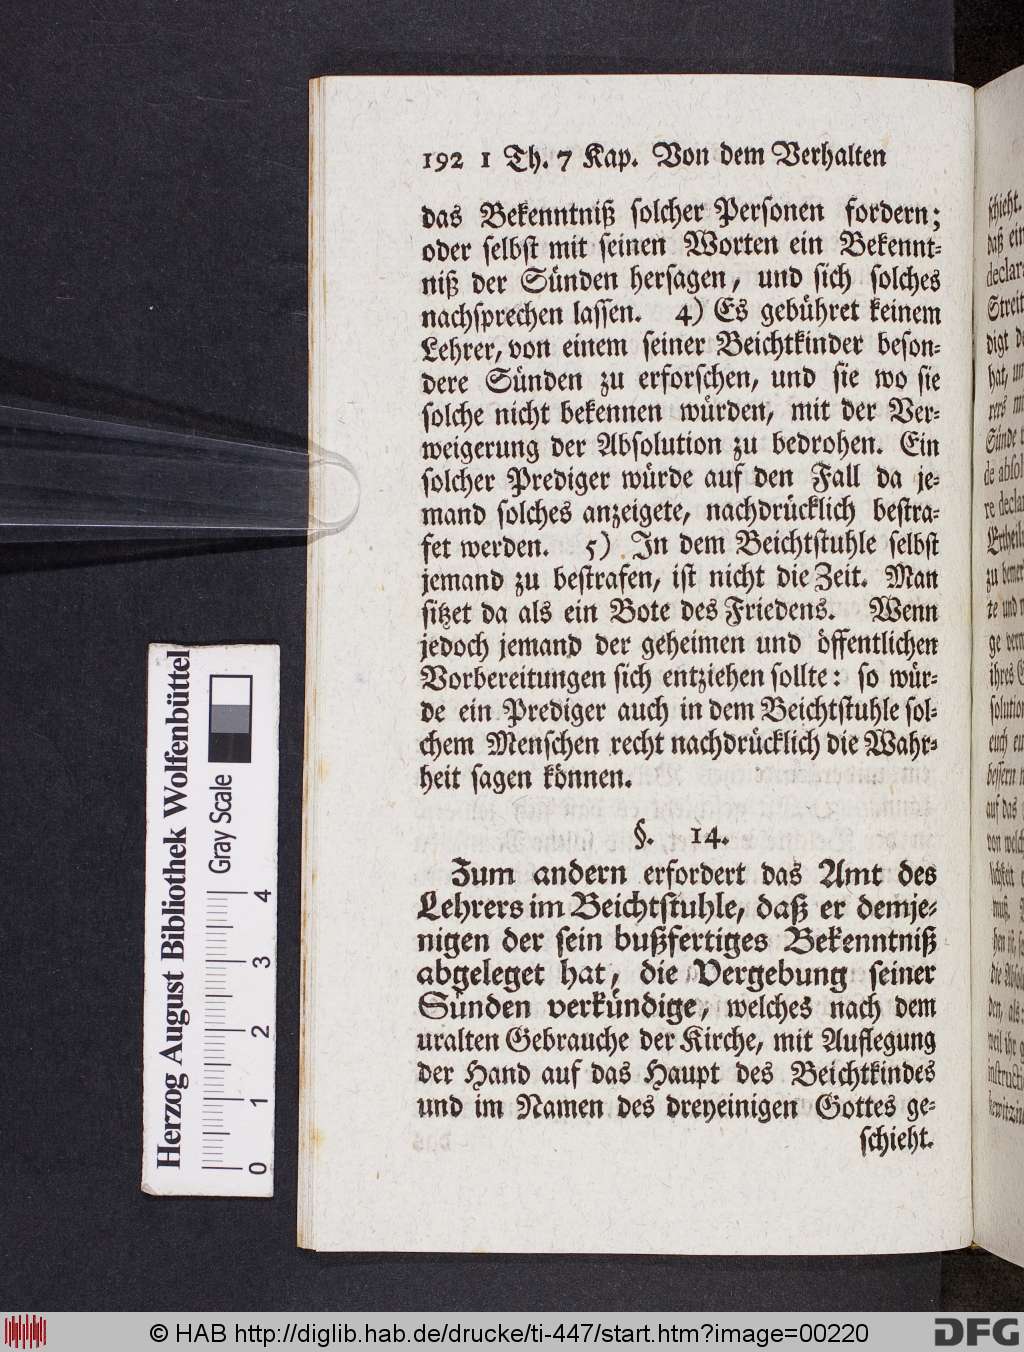 192 1 Th. 7 Kap. Von dem Verhalten
das Bekenntniß solcher Personen fordern;
oder selbst mit seinen Worten ein Bekennt-
niß der Sünden hersagen, und sich solches
nachsprechen lassen. 4) Es gebühret keinem
Lehrer, von einem seiner Beichtkinder beson-
dere Sünden zu erforschen, und sie wo sie
solche nicht bekennen würden, mit der Ver-
weigerung der Absolution zu bedrohen. Ein
solcher Prediger würde auf den Fall da je-
mand solches anzeigete, nachdrücklich bestra-
fet werden. 5) In dem Beichtstuhle selbst
jemand zu bestrafen, ist nicht die Zeit. Man
sitzet da als ein Bote des Friedens. Wenn
jedoch jemand der geheimen und öffentlichen
Vorbereitungen sich entziehen sollte: so wür-
de ein Prediger auch in dem Beichtstuhle sol-
chem Menschen recht nachdrücklich die Wahr-
heit sagen können.
§. 14.
Zum andern erfordert das Amt des
Lehrers im Beichtstuhle, daß er demje-
nigen der sein bußfertiges Bekenntniß
abgeleget hat, die Vergebung seiner
Sünden verkündige, welches nach dem
uralten Gebrauche der Kirche, mit Auflegung
der Hand auf das Haupt des Beichtkindes
und im Namen des dreyeinigen Gottes ge-
schieht.
schieht.
daß ein
declara
Streit
digt de
hat, un
Herzog August Bibliothek Wolfenbüttel
Gray Scale
0 1 2 3 4
© HAB http://diglib.hab.de/drucke/ti-447/start.htm?image=00220
DFG